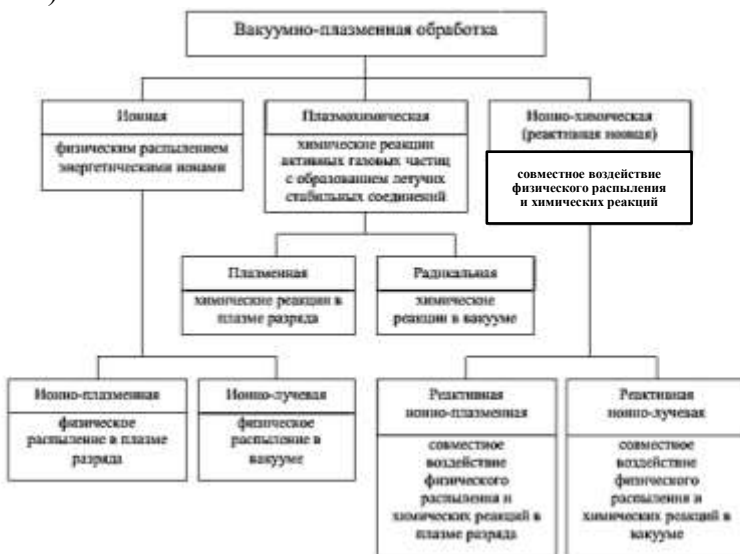 )
Вакуумно-плазменная обработка
Ионная
физическим распылением
энергетическими ионами
Плазмохимическая
химические реакции
активных газовых частиц
с образованием летучих
стабильных соединений
Ионно-химическая
(реактивная ионная)
совместное воздействие
физического распыления
и химических реакций
Плазменная
химические реакции в
плазме разряда
Радикальная
химические
реакции в вакууме
Ионно-плазменная
физическое
распыление в плазме
разряда
Ионно-лучевая
физическое
распыление в
вакууме
Реактивная
ионно-плазменная
совместное
воздействие
физического
распыления и
химических реакций в
плазме разряда
Реактивная
ионно-лучевая
совместное
воздействие
физического
распыления и
химических реакций в
вакууме